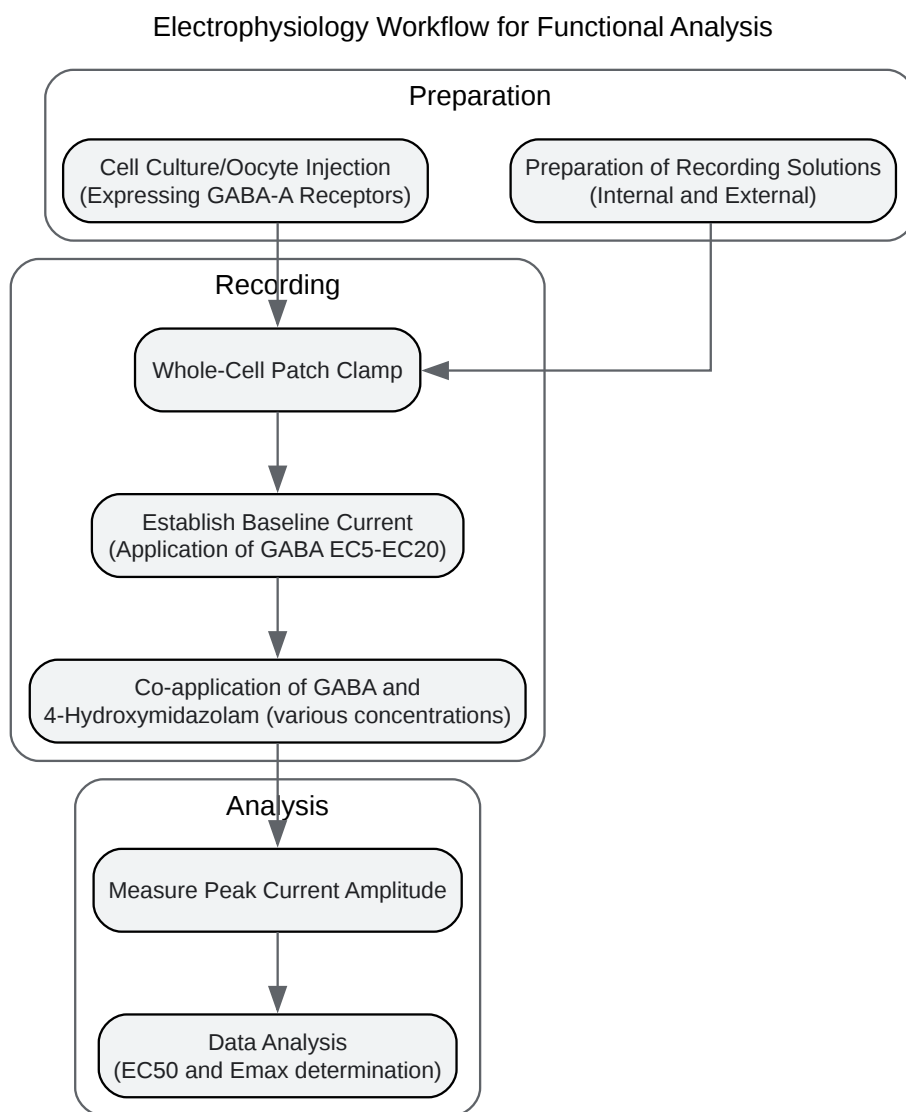 Electrophysiology Workflow for Functional Analysis
Preparation
Cell Culture/Oocyte Injection
(Expressing GABA-A Receptors)
Preparation of Recording Solutions
(Internal and External)
Recording
Whole-Cell Patch Clamp
Establish Baseline Current
(Application of GABA EC5-EC20)
Co-application of GABA and
4-Hydroxymidazolam (various concentrations)
Analysis
Measure Peak Current Amplitude
Data Analysis
(EC50 and Emax determination)